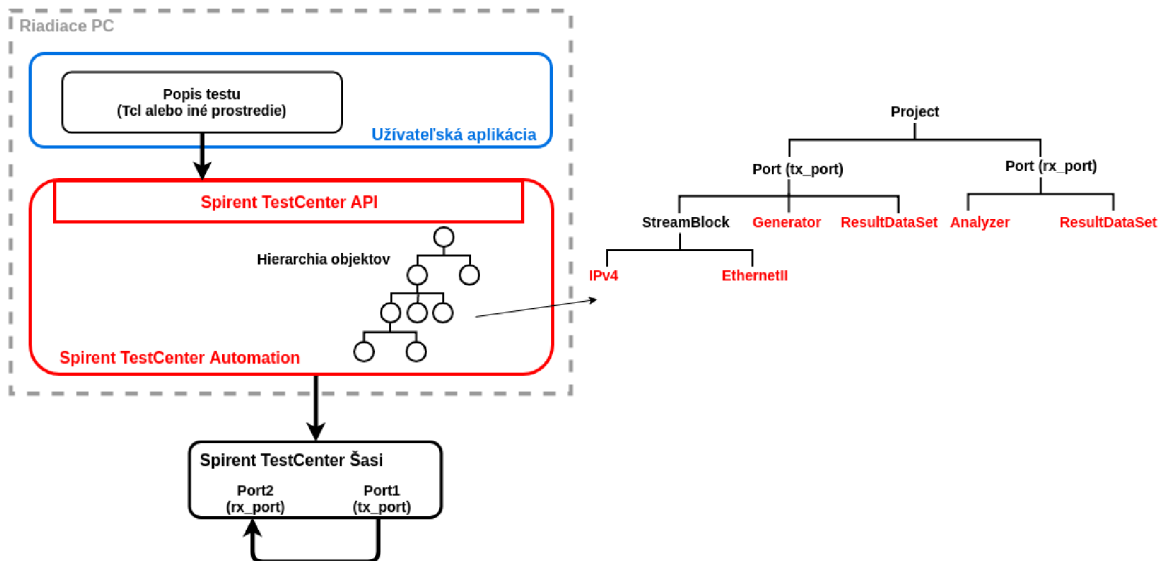 Riadiace PC
Popis testu
(Tcl alebo iné prostredie)
Užívateľská aplikácia
Spirent TestCenter API
Hierarchia objektov
Spirent TestCenter Automation
Spirent TestCenter Šasi
Port2
(rx_port)
Port1
(tx_port)
Project
Port (tx_port)
Port (rx_port)
StreamBlock
Generator
ResultDataSet
Analyzer
ResultDataSet
IPv4
EthernetII